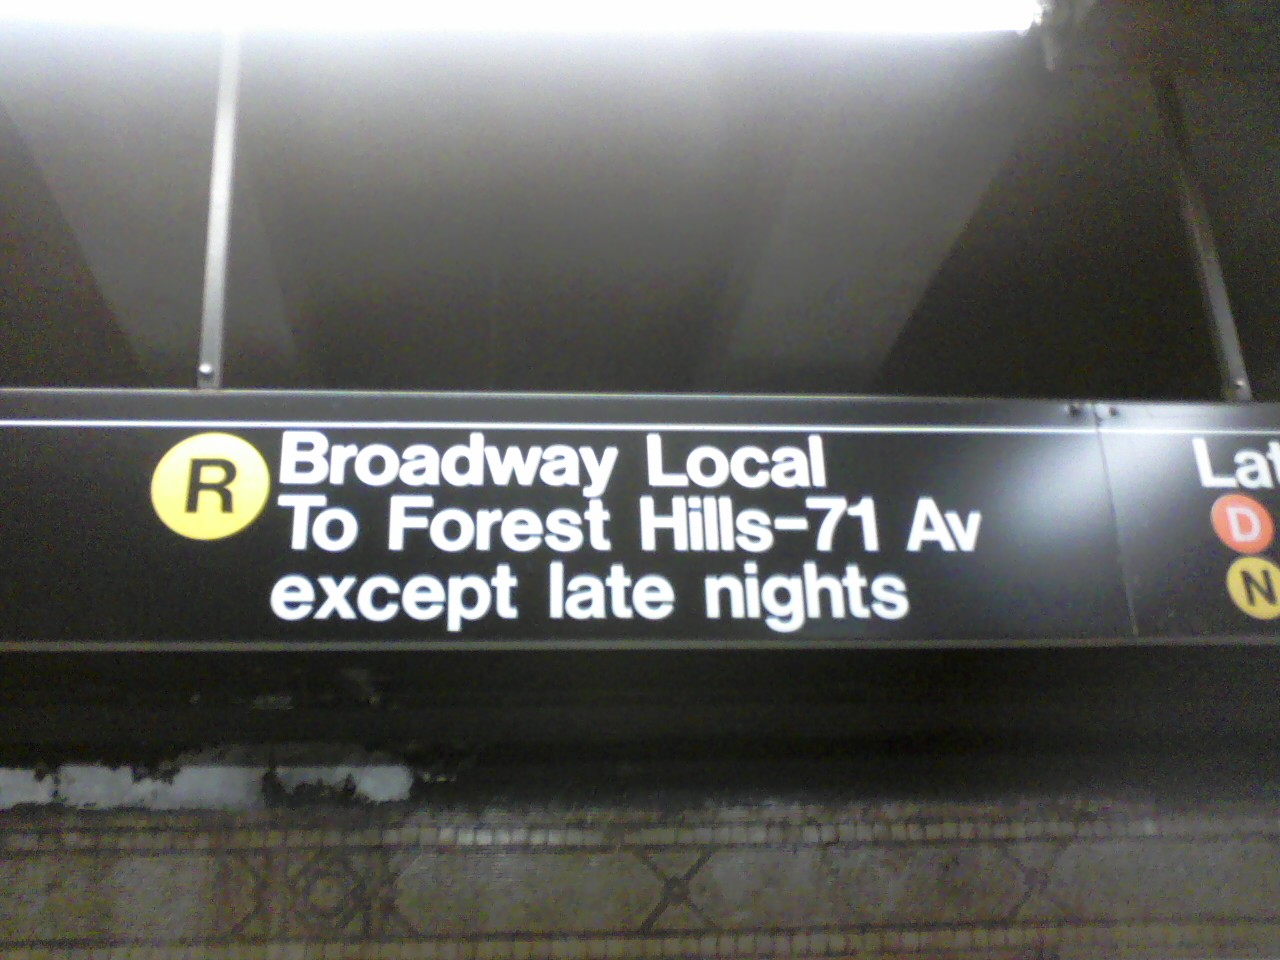 R
Broadway Local
To Forest Hills-71 Av
except late nights
D
N